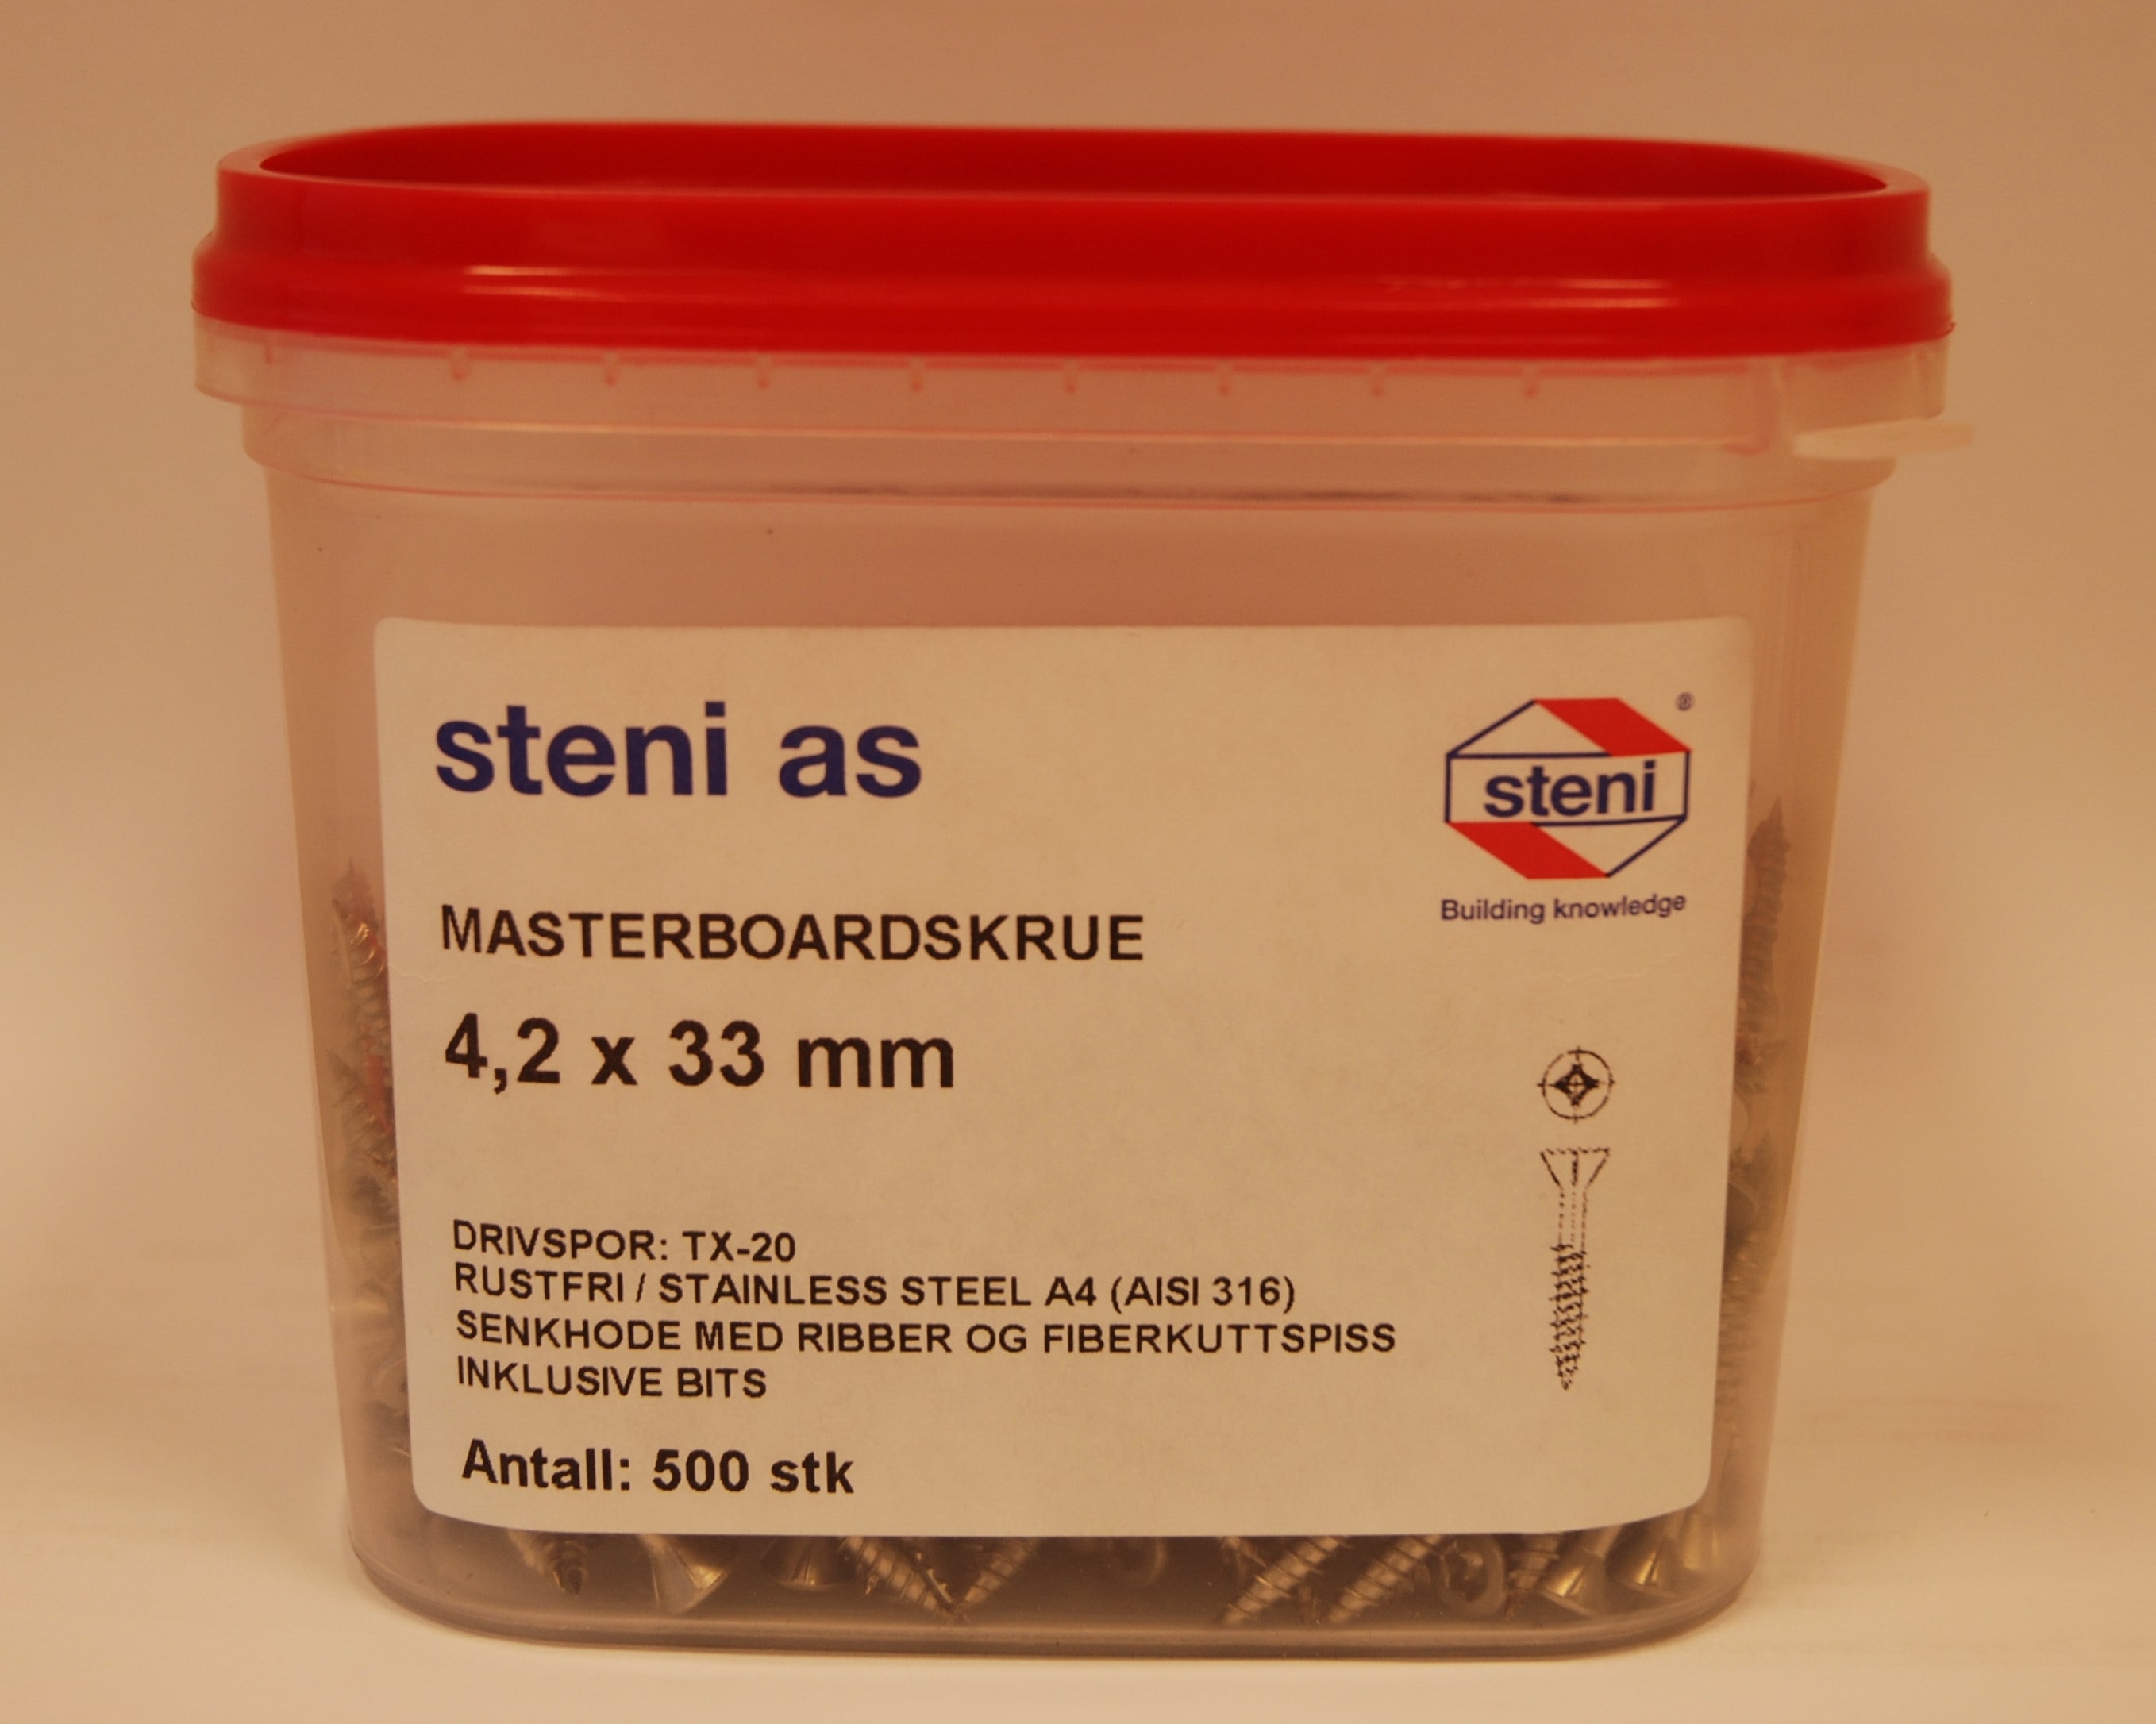 steni as
®
steni
Building knowledge
MASTERBOARDSKRUE
4,2 x 33 mm
DRIVSPOR: TX-20
RUSTFRI / STAINLESS STEEL A4 (AISI 316)
SENKHODE MED RIBBER OG FIBERKUTTSPISS
INKLUSIVE BITS
Antall: 500 stk